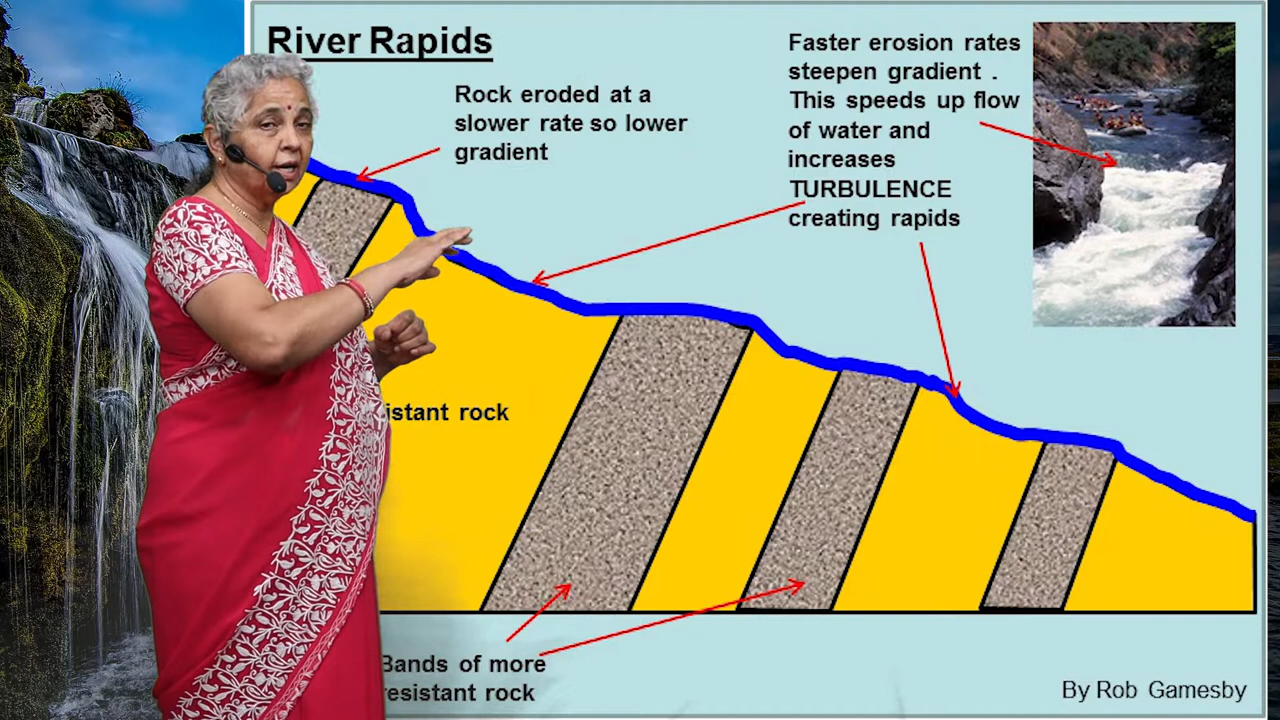 River Rapids
Rock eroded at a
slower rate so lower
gradient
Faster erosion rates
steepen gradient .
This speeds up flow
of water and
increases
TURBULENCE
creating rapids
istant rock
Bands of more
esistant rock
By Rob Gamesby